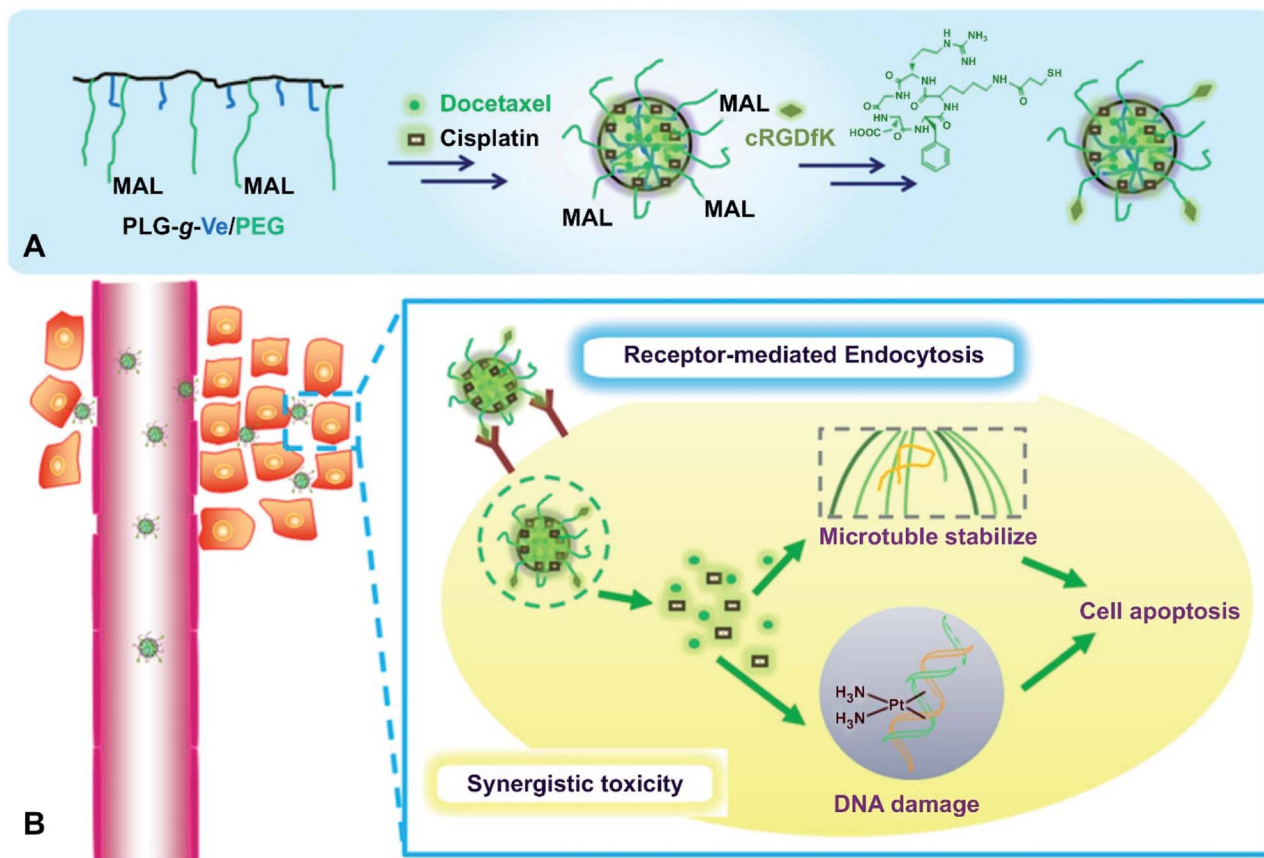 MAL
MAL
PLG-g-Ve/PEG
A
Docetaxel
Cisplatin
MAL
MAL
MAL
cRGDfK
H
N
NH2
NH
O
NH
HN
O
NH
O
SH
O
NH
O
NH
HN
O
HOOC
O
B
Receptor-mediated Endocytosis
Microtuble stabilize
Cell apoptosis
H3N
H3N
Pt
DNA damage
Synergistic toxicity